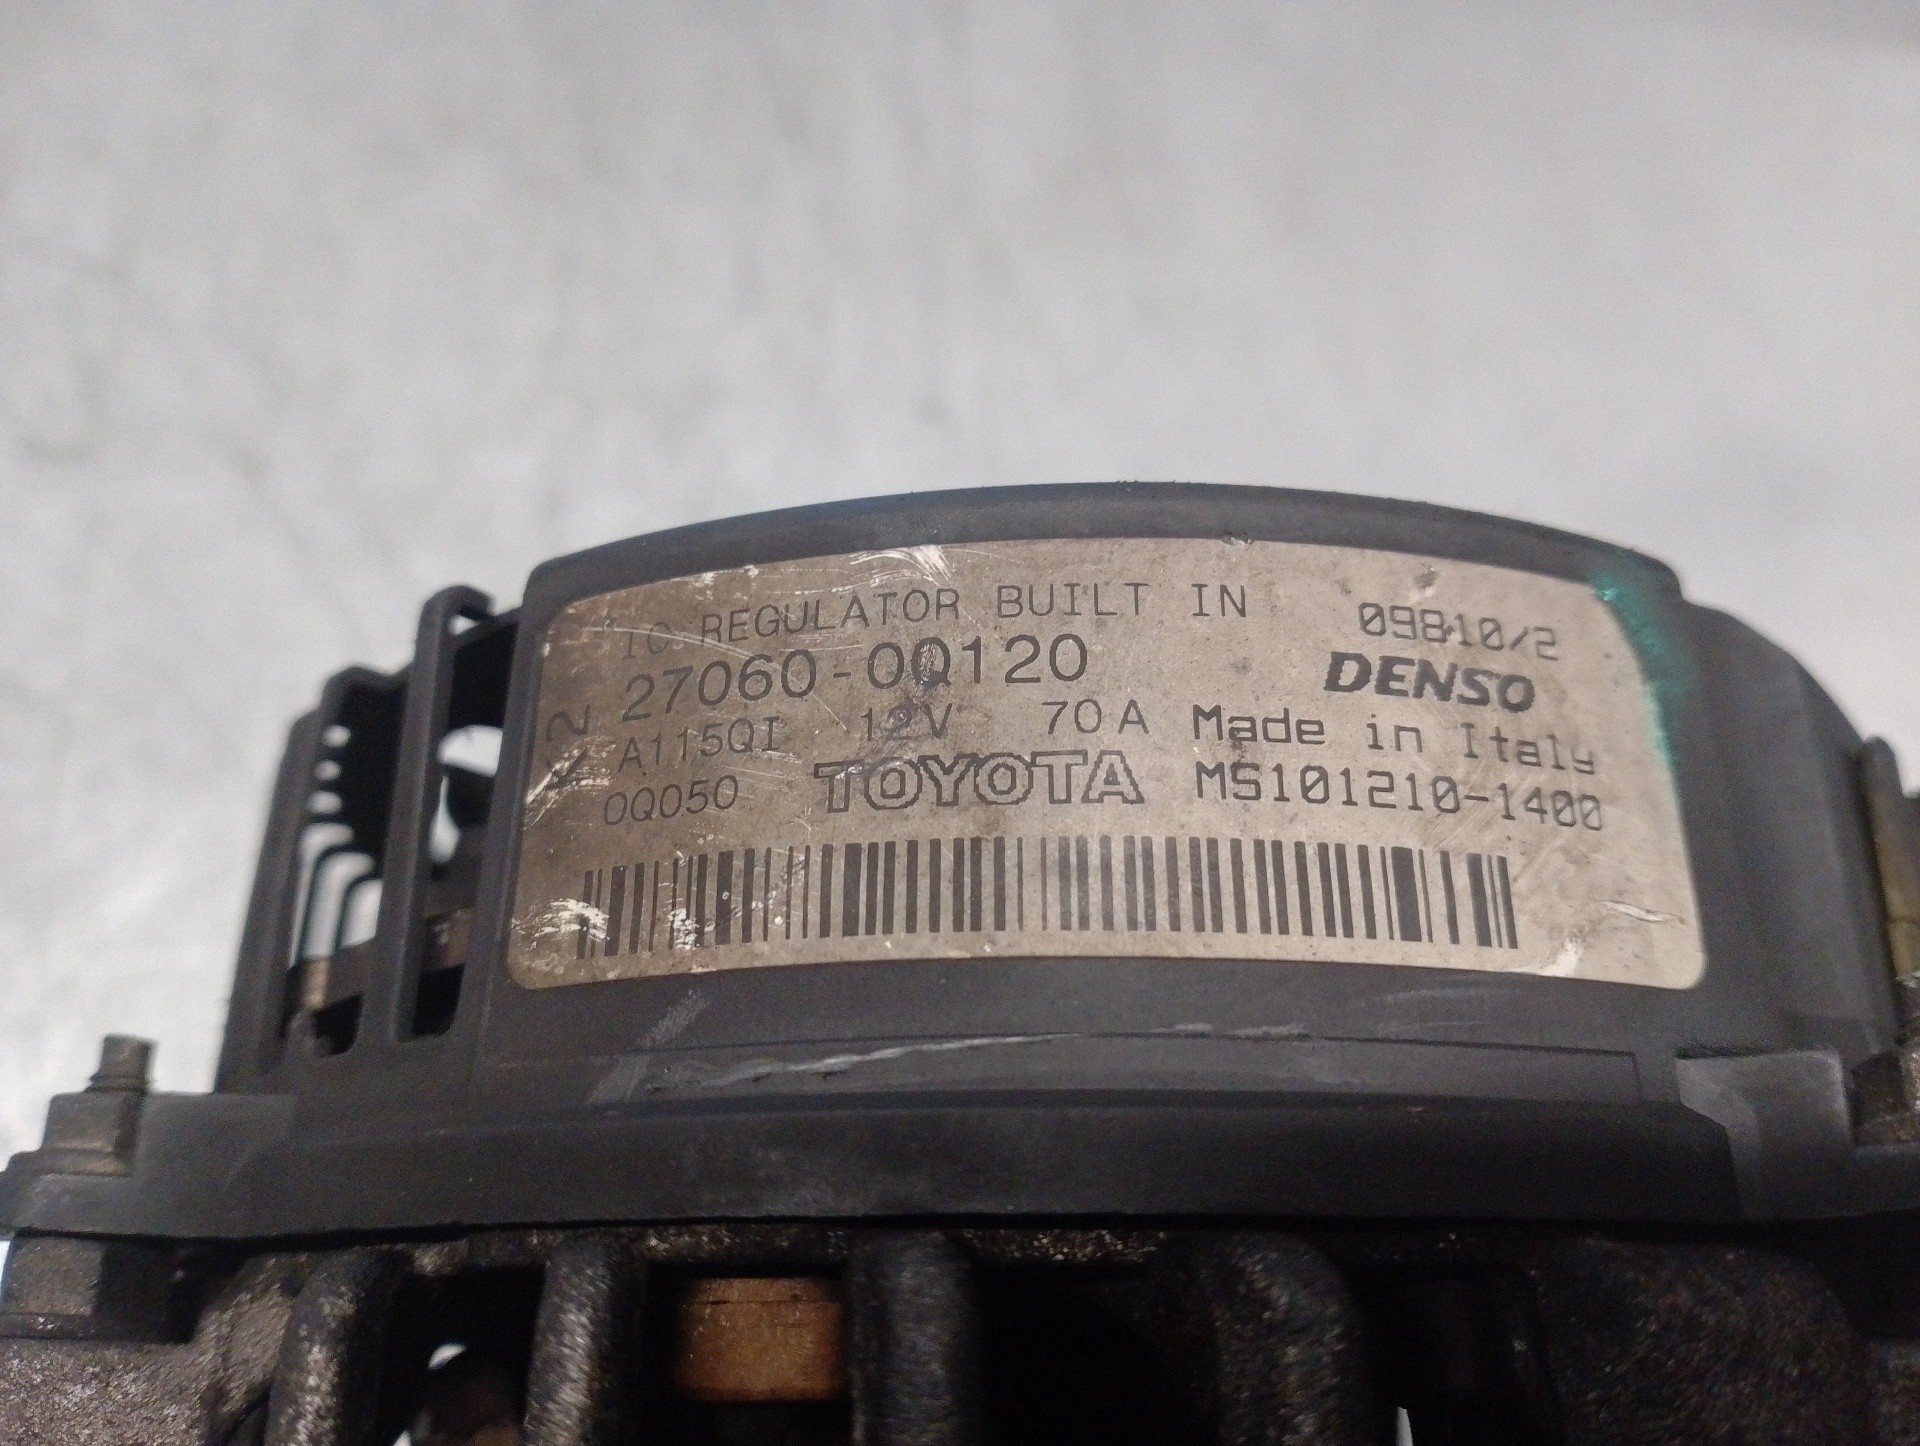 IC REGULATOR BUILT IN
27060-0Q120
A115QI 12V 70A
0Q050 TOYOTA
09810/2
DENSO
Made in Italy
MS101210-1400